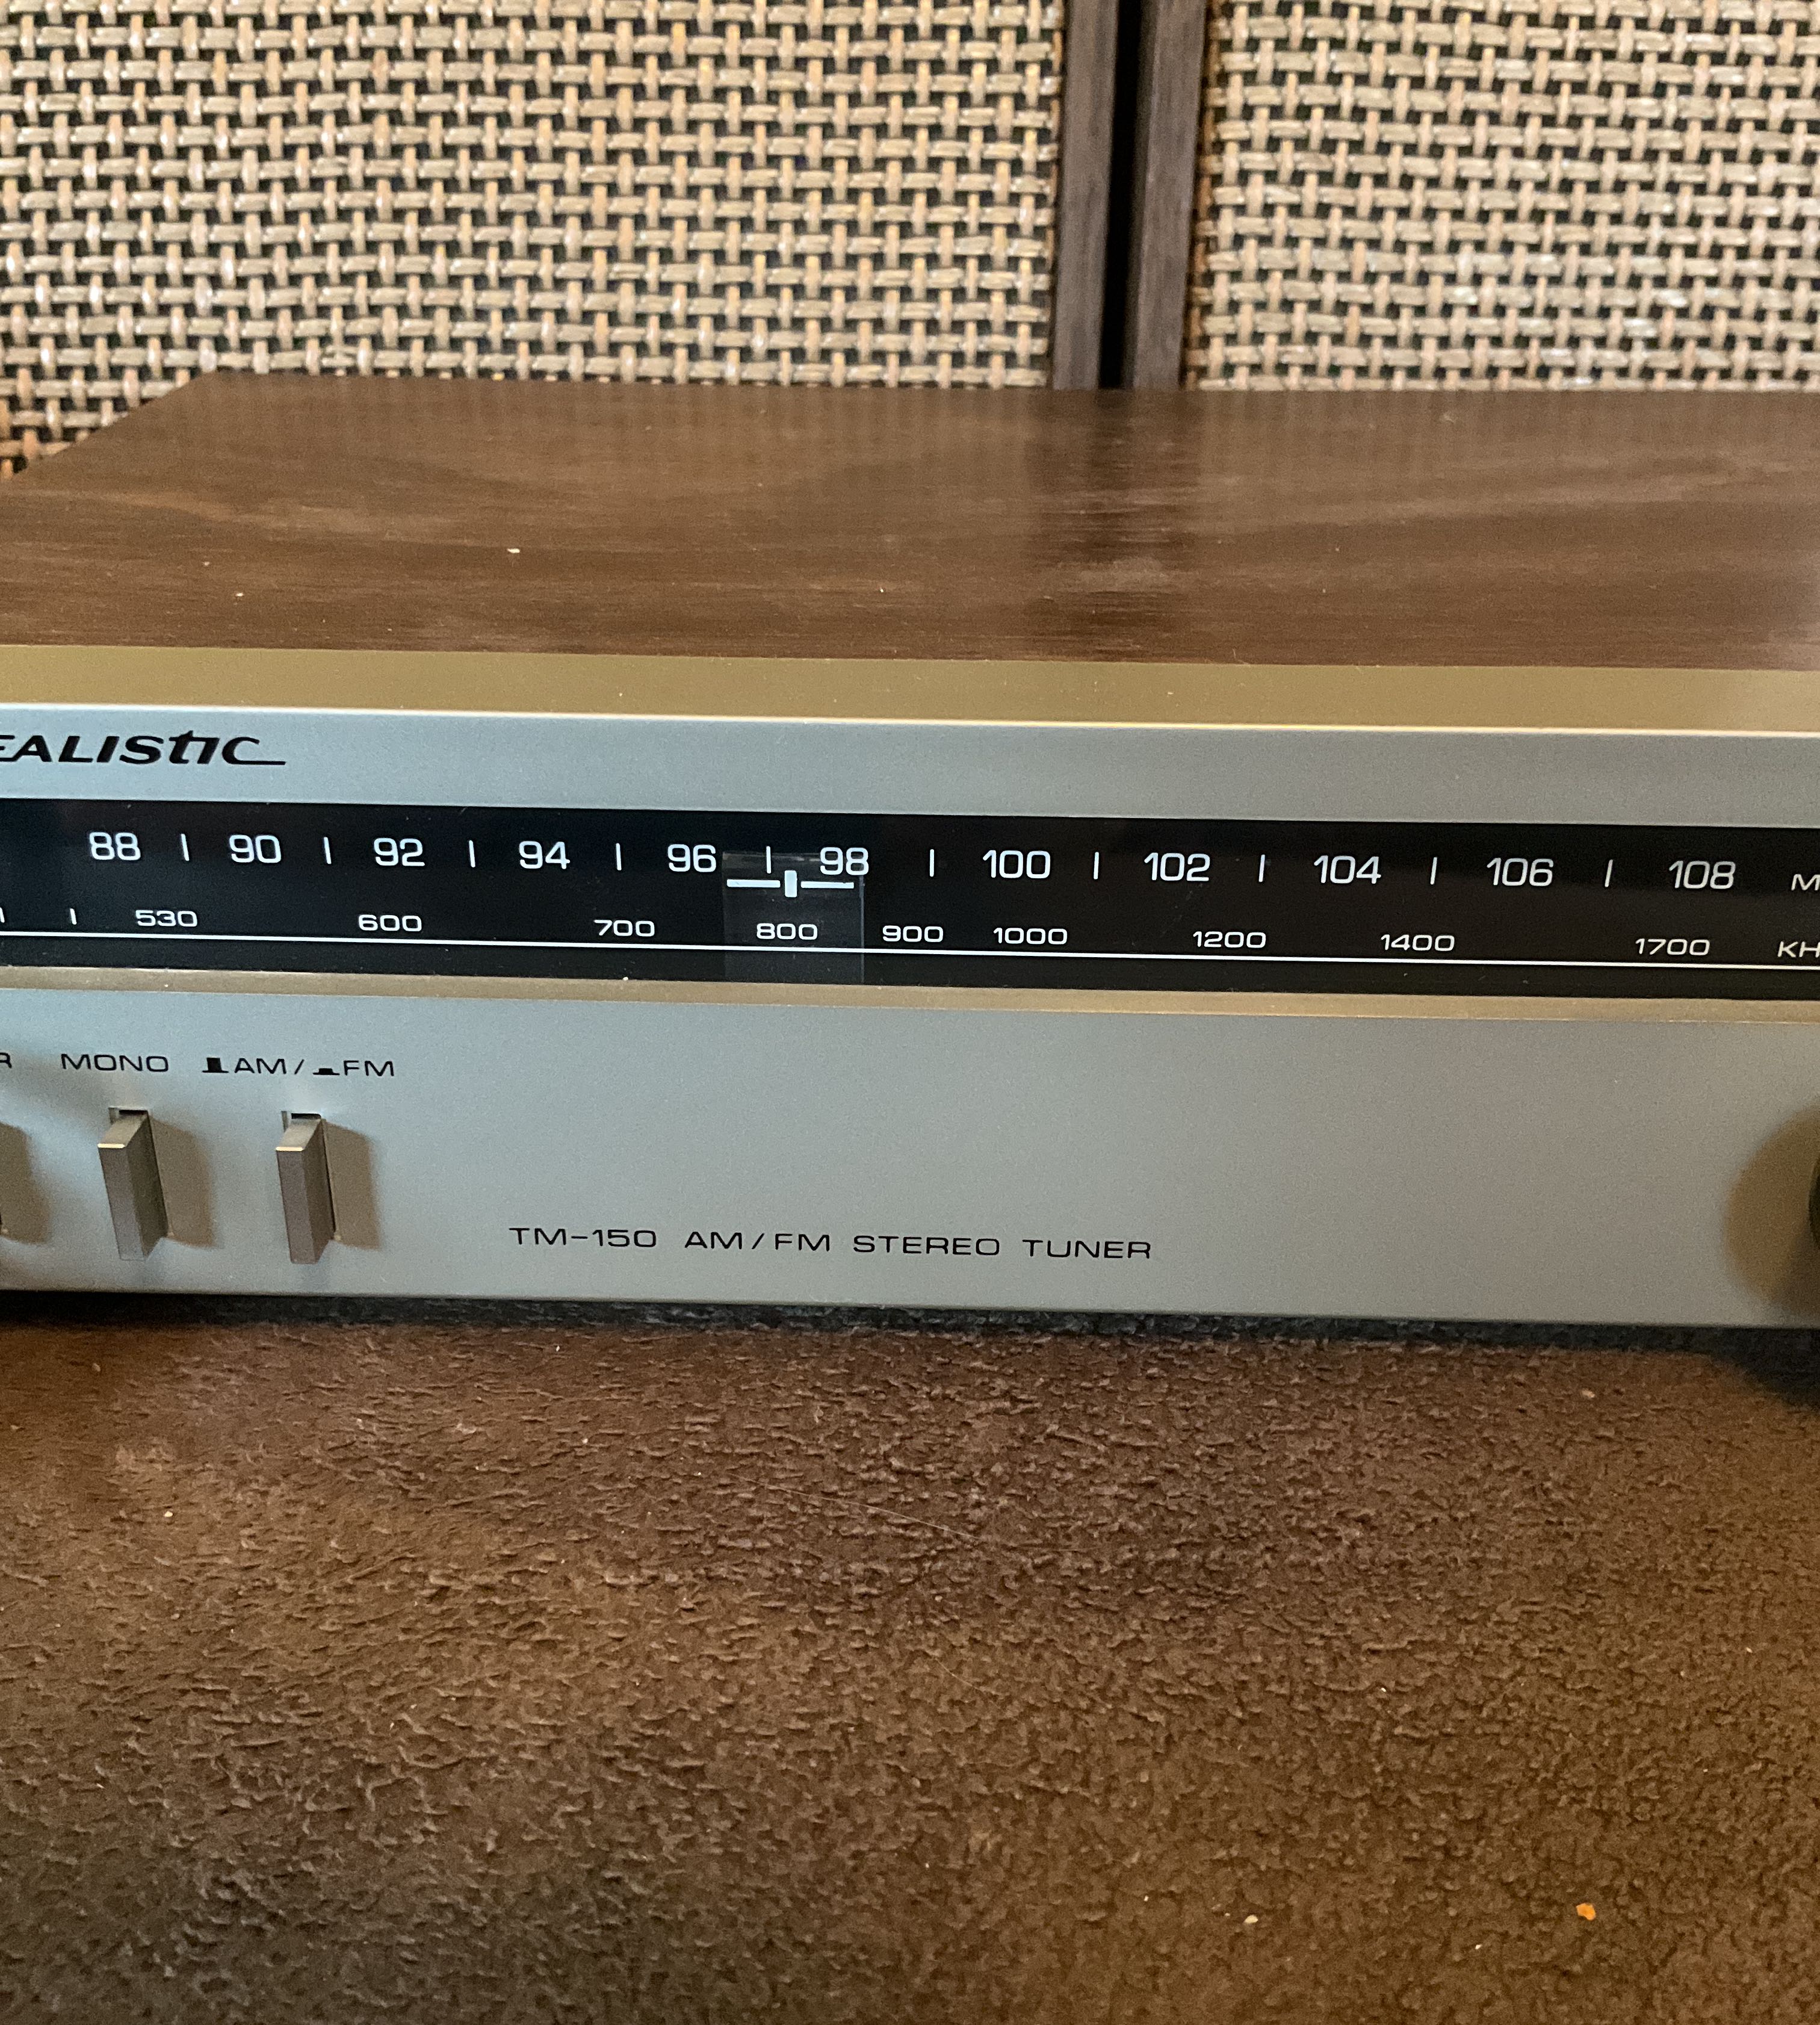 EALISTIC
88 | 90 | 92 | 94 | 96 | 98 | 100 | 102 | 104 | 106 | 108 M
530 600 700 800 900 1000 1200 1400 1700 KH
R MONO AM/ FM
TM-150 AM/FM STEREO TUNER